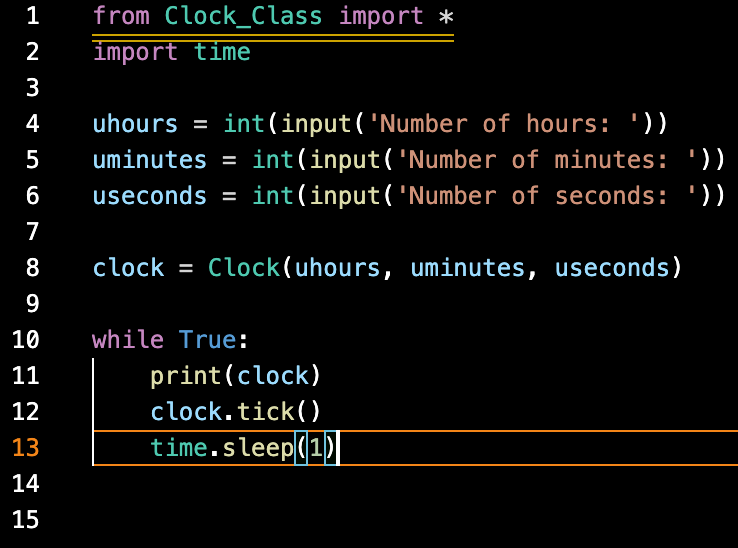 1 from Clock_Class import *
2 import time
3
4 uhours = int(input('Number of hours: '))
5 uminutes = int(input('Number of minutes: '))
6 useconds = int(input('Number of seconds: '))
7
8 clock = Clock(uhours, uminutes, useconds)
9
10 while True:
11     print(clock)
12     clock.tick()
13     time.sleep(1)
14
15